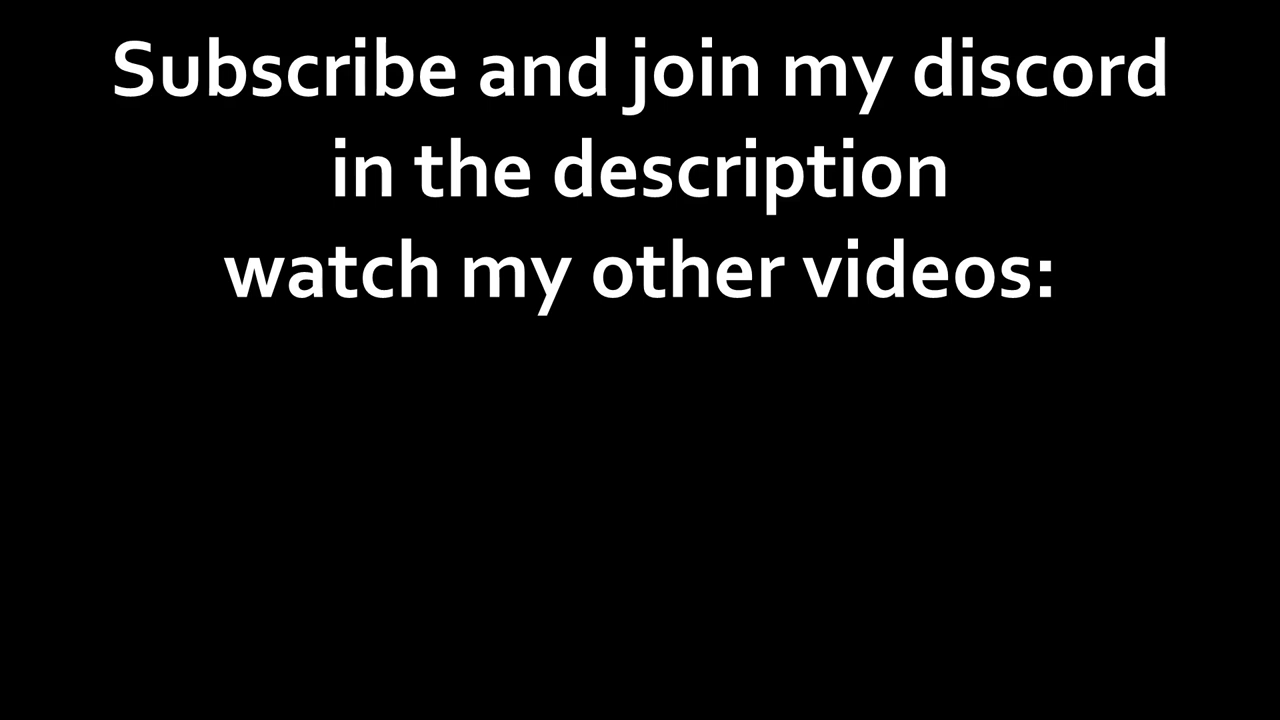 Subscribe and join my discord
in the description
watch my other videos: